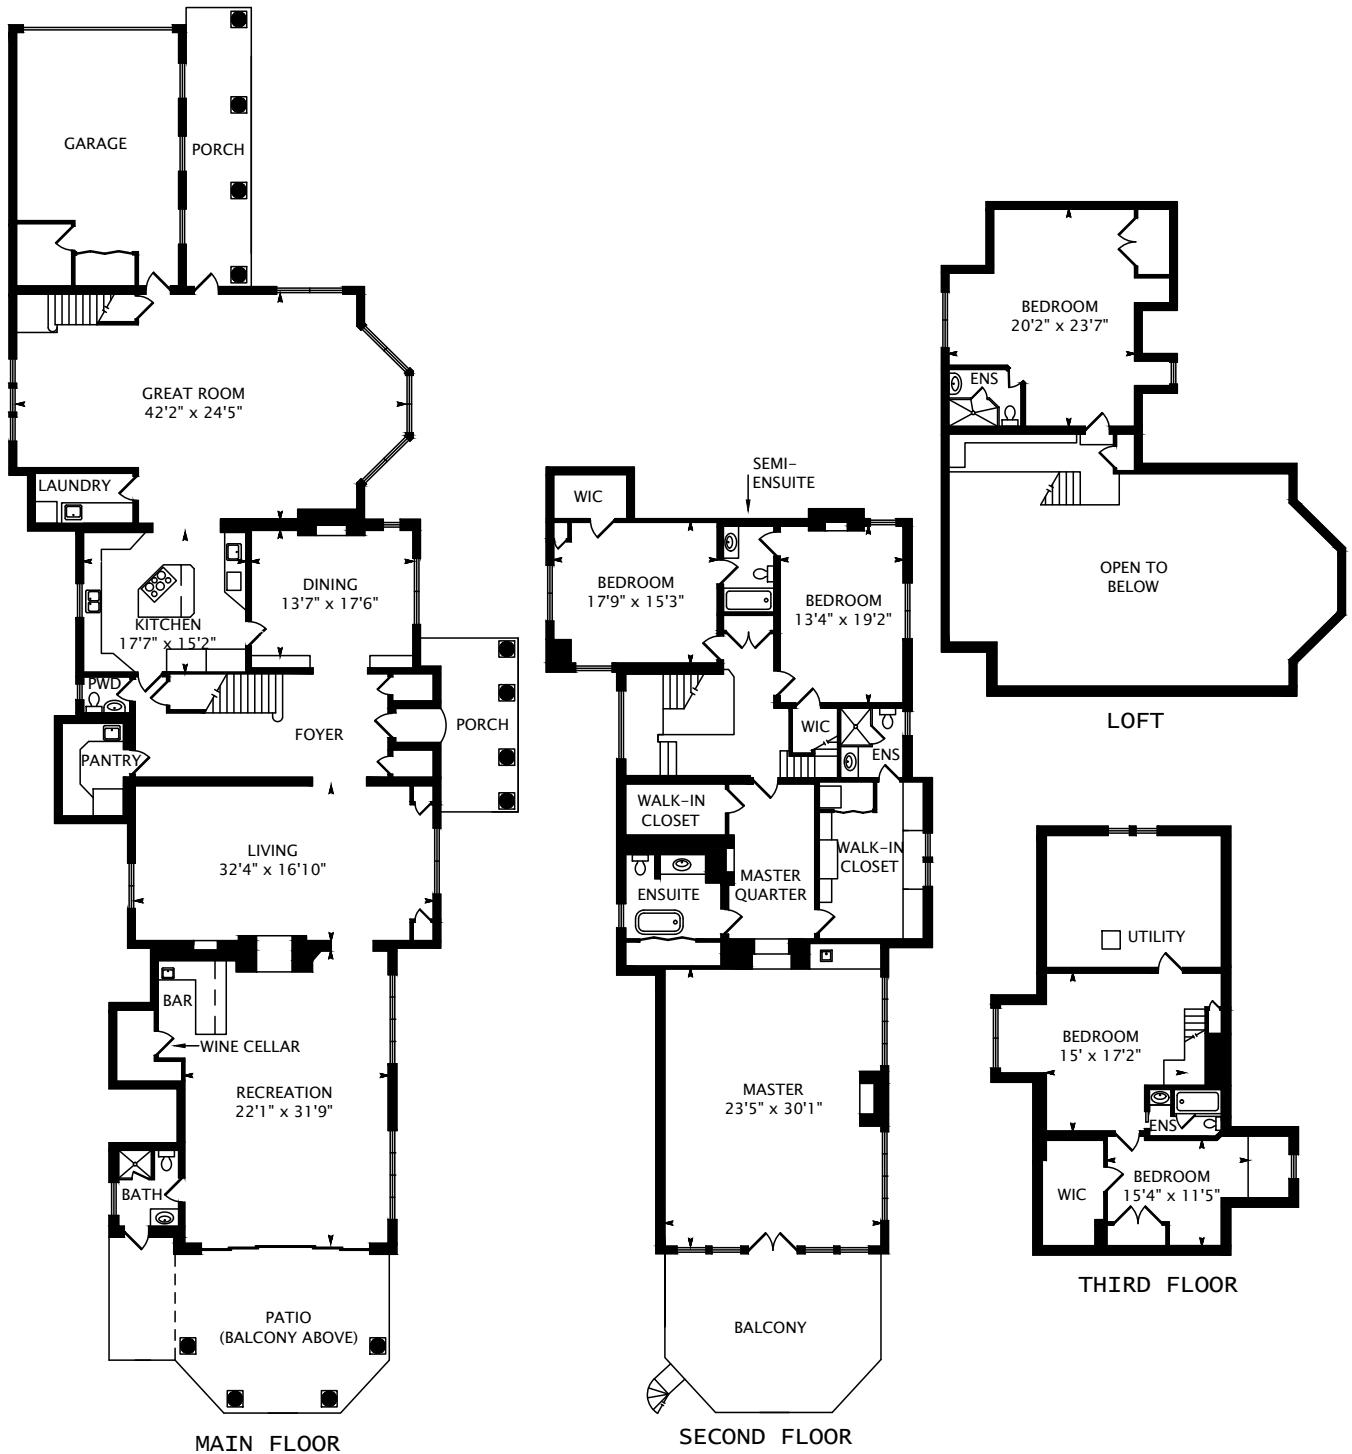 GARAGE
PORCH
GREAT ROOM
42'2" x 24'5"
LAUNDRY
DINING
13'7" x 17'6"
KITCHEN
17'7" x 15'2"
PWD
FOYER
PORCH
PANTRY
LIVING
32'4" x 16'10"
BAR
WINE CELLAR
RECREATION
22'1" x 31'9"
BATH
PATIO
(BALCONY ABOVE)
MAIN FLOOR
SEMI-
ENSUITE
WIC
BEDROOM
17'9" x 15'3"
BEDROOM
13'4" x 19'2"
WIC
ENS
WALK-IN
CLOSET
WALK-IN
CLOSET
MASTER
QUARTER
ENSUITE
MASTER
23'5" x 30'1"
BALCONY
SECOND FLOOR
BEDROOM
20'2" x 23'7"
ENS
OPEN TO
BELOW
LOFT
UTILITY
BEDROOM
15' x 17'2"
ENS
BEDROOM
15'4" x 11'5"
WIC
THIRD FLOOR